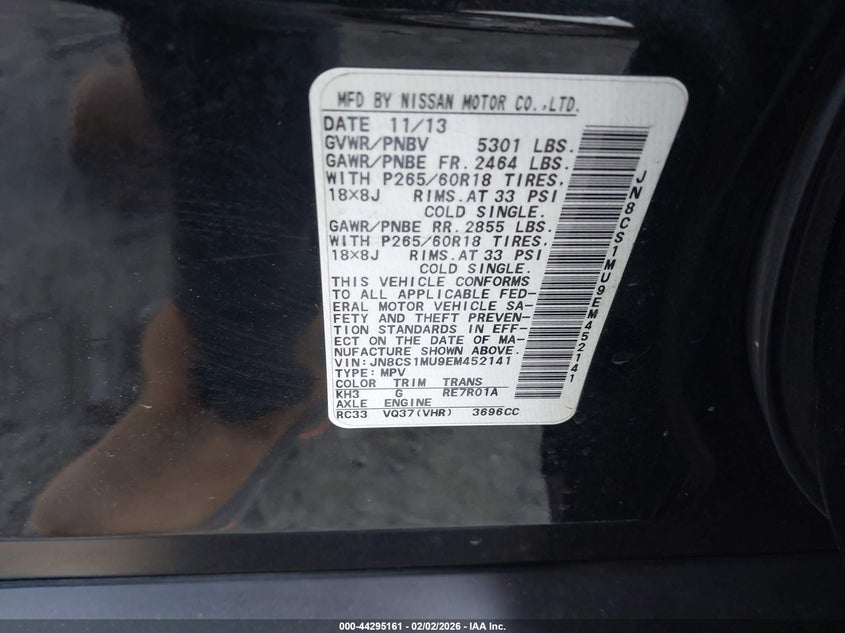 MFD BY NISSAN MOTOR CO.,LTD.
DATE 11/13
GVWR/PNBV 5301 LBS.
GAWR/PNBE FR. 2464 LBS.
WITH P265/60R18 TIRES,
18×8J RIMS.AT 33 PSI
COLD SINGLE.
GAWR/PNBE RR. 2855 LBS.
WITH P265/60R18 TIRES,
18×8J RIMS.AT 33 PSI
COLD SINGLE.
THIS VEHICLE CONFORMS
TO ALL APPLICABLE FED-
ERAL MOTOR VEHICLE SA-
FETY AND THEFT PREVEN-
TION STANDARDS IN EFF-
ECT ON THE DATE OF MA-
NUFACTURE SHOWN ABOVE.
VIN:JN8CS1MU9EM452141
TYPE:MPV
COLOR TRIM TRANS
KH3 G RE7R01A
AXLE ENGINE
RC33 VQ37(VHR) 3696CC
JN8CS1MU9EM452141
000-44295161 - 02/02/2026 - IAA Inc.